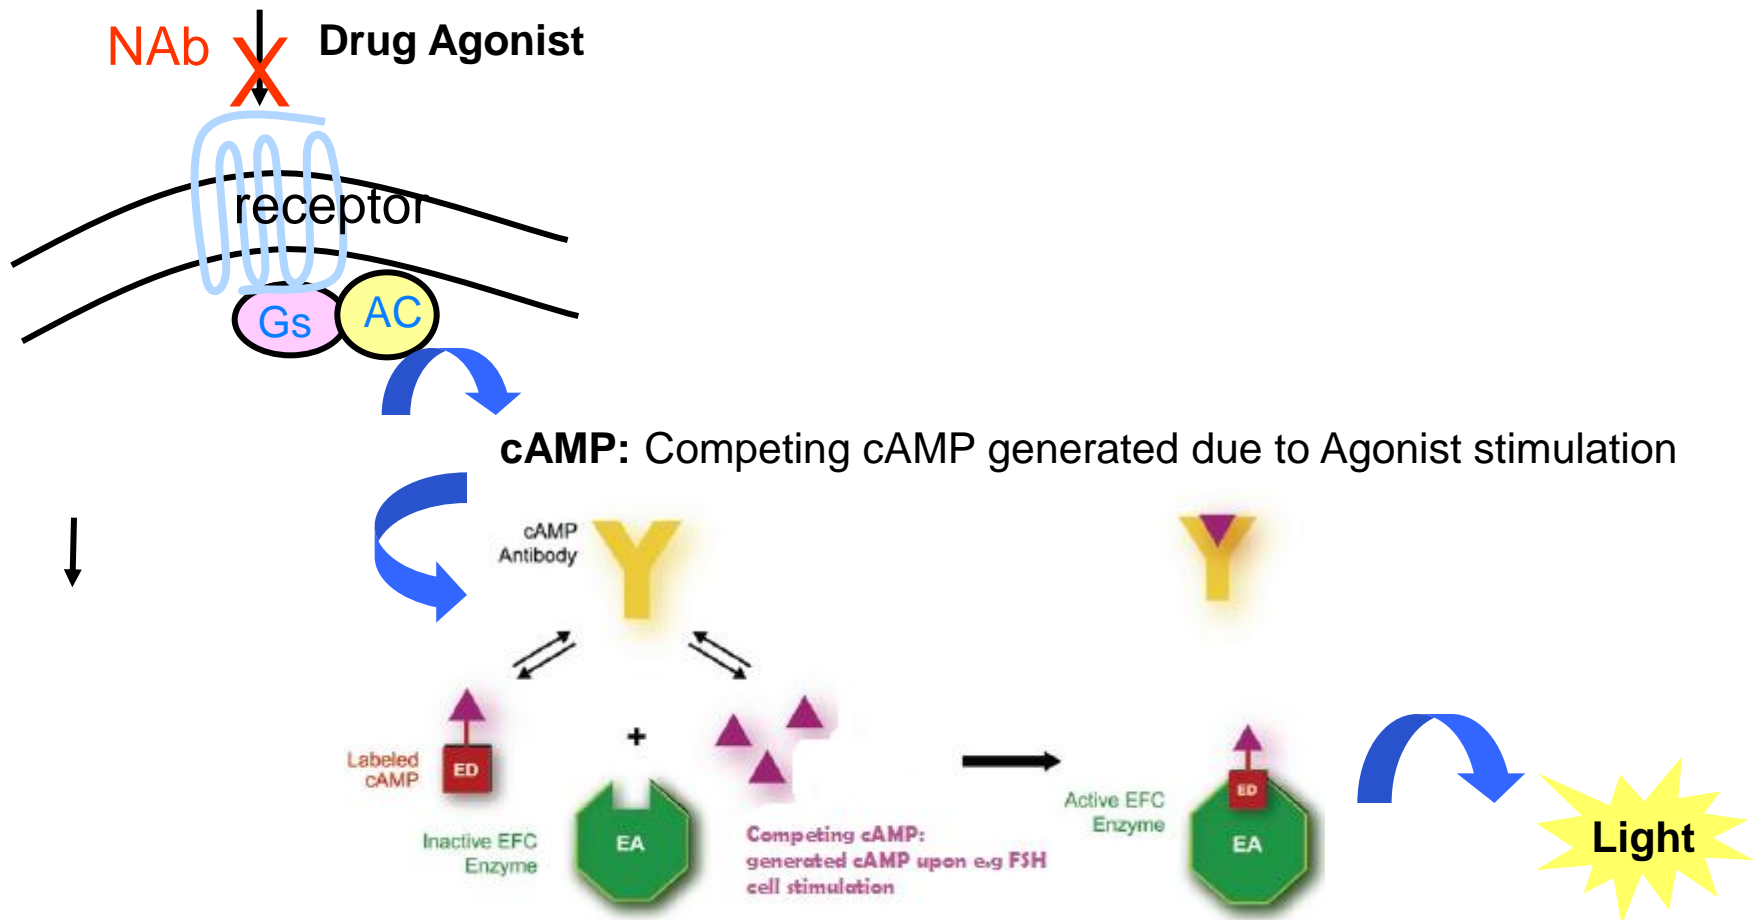 NAb
X
Drug Agonist
receptor
Gs
AC
cAMP: Competing cAMP generated due to Agonist stimulation
cAMP
Antibody
Labeled
cAMP
ED
+
Inactive EFC
Enzyme
EA
Competing cAMP:
generated cAMP upon e.g FSH
cell stimulation
Active EFC
Enzyme
ED
EA
Light